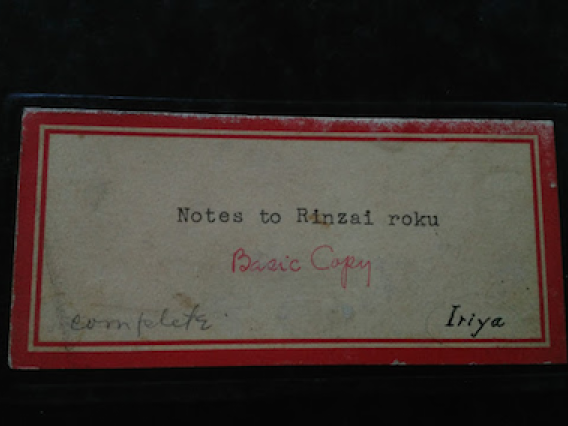 Notes to Rinzai roku
Basic Copy
complete
Iriya